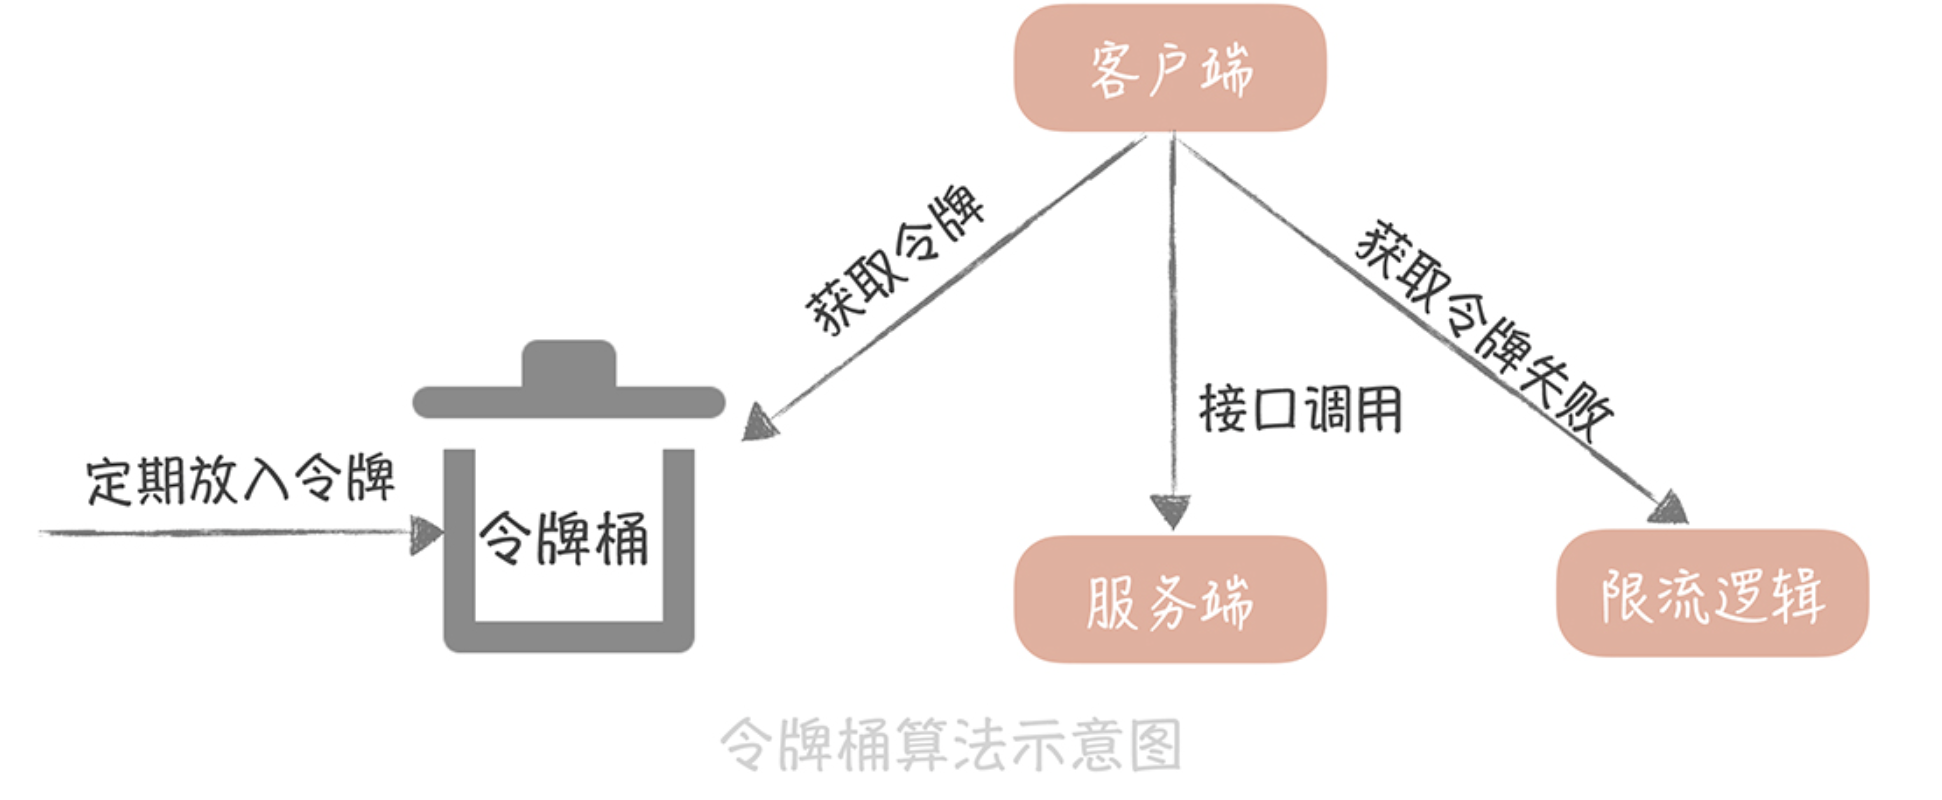 客户端
获取令牌
获取令牌失败
接口调用
定期放入令牌
令牌桶
服务端
限流逻辑
令牌桶算法示意图